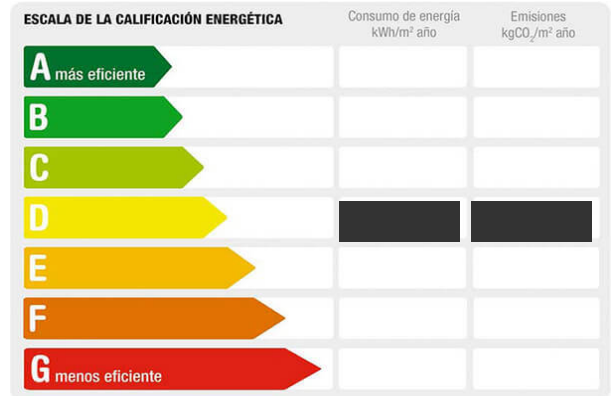 ESCALA DE LA CALIFICACIÓN ENERGÉTICA
Consumo de energía
kWh/m² año
Emisiones
kgCO₂/m² año
A más eficiente
B
C
D
E
F
G menos eficiente